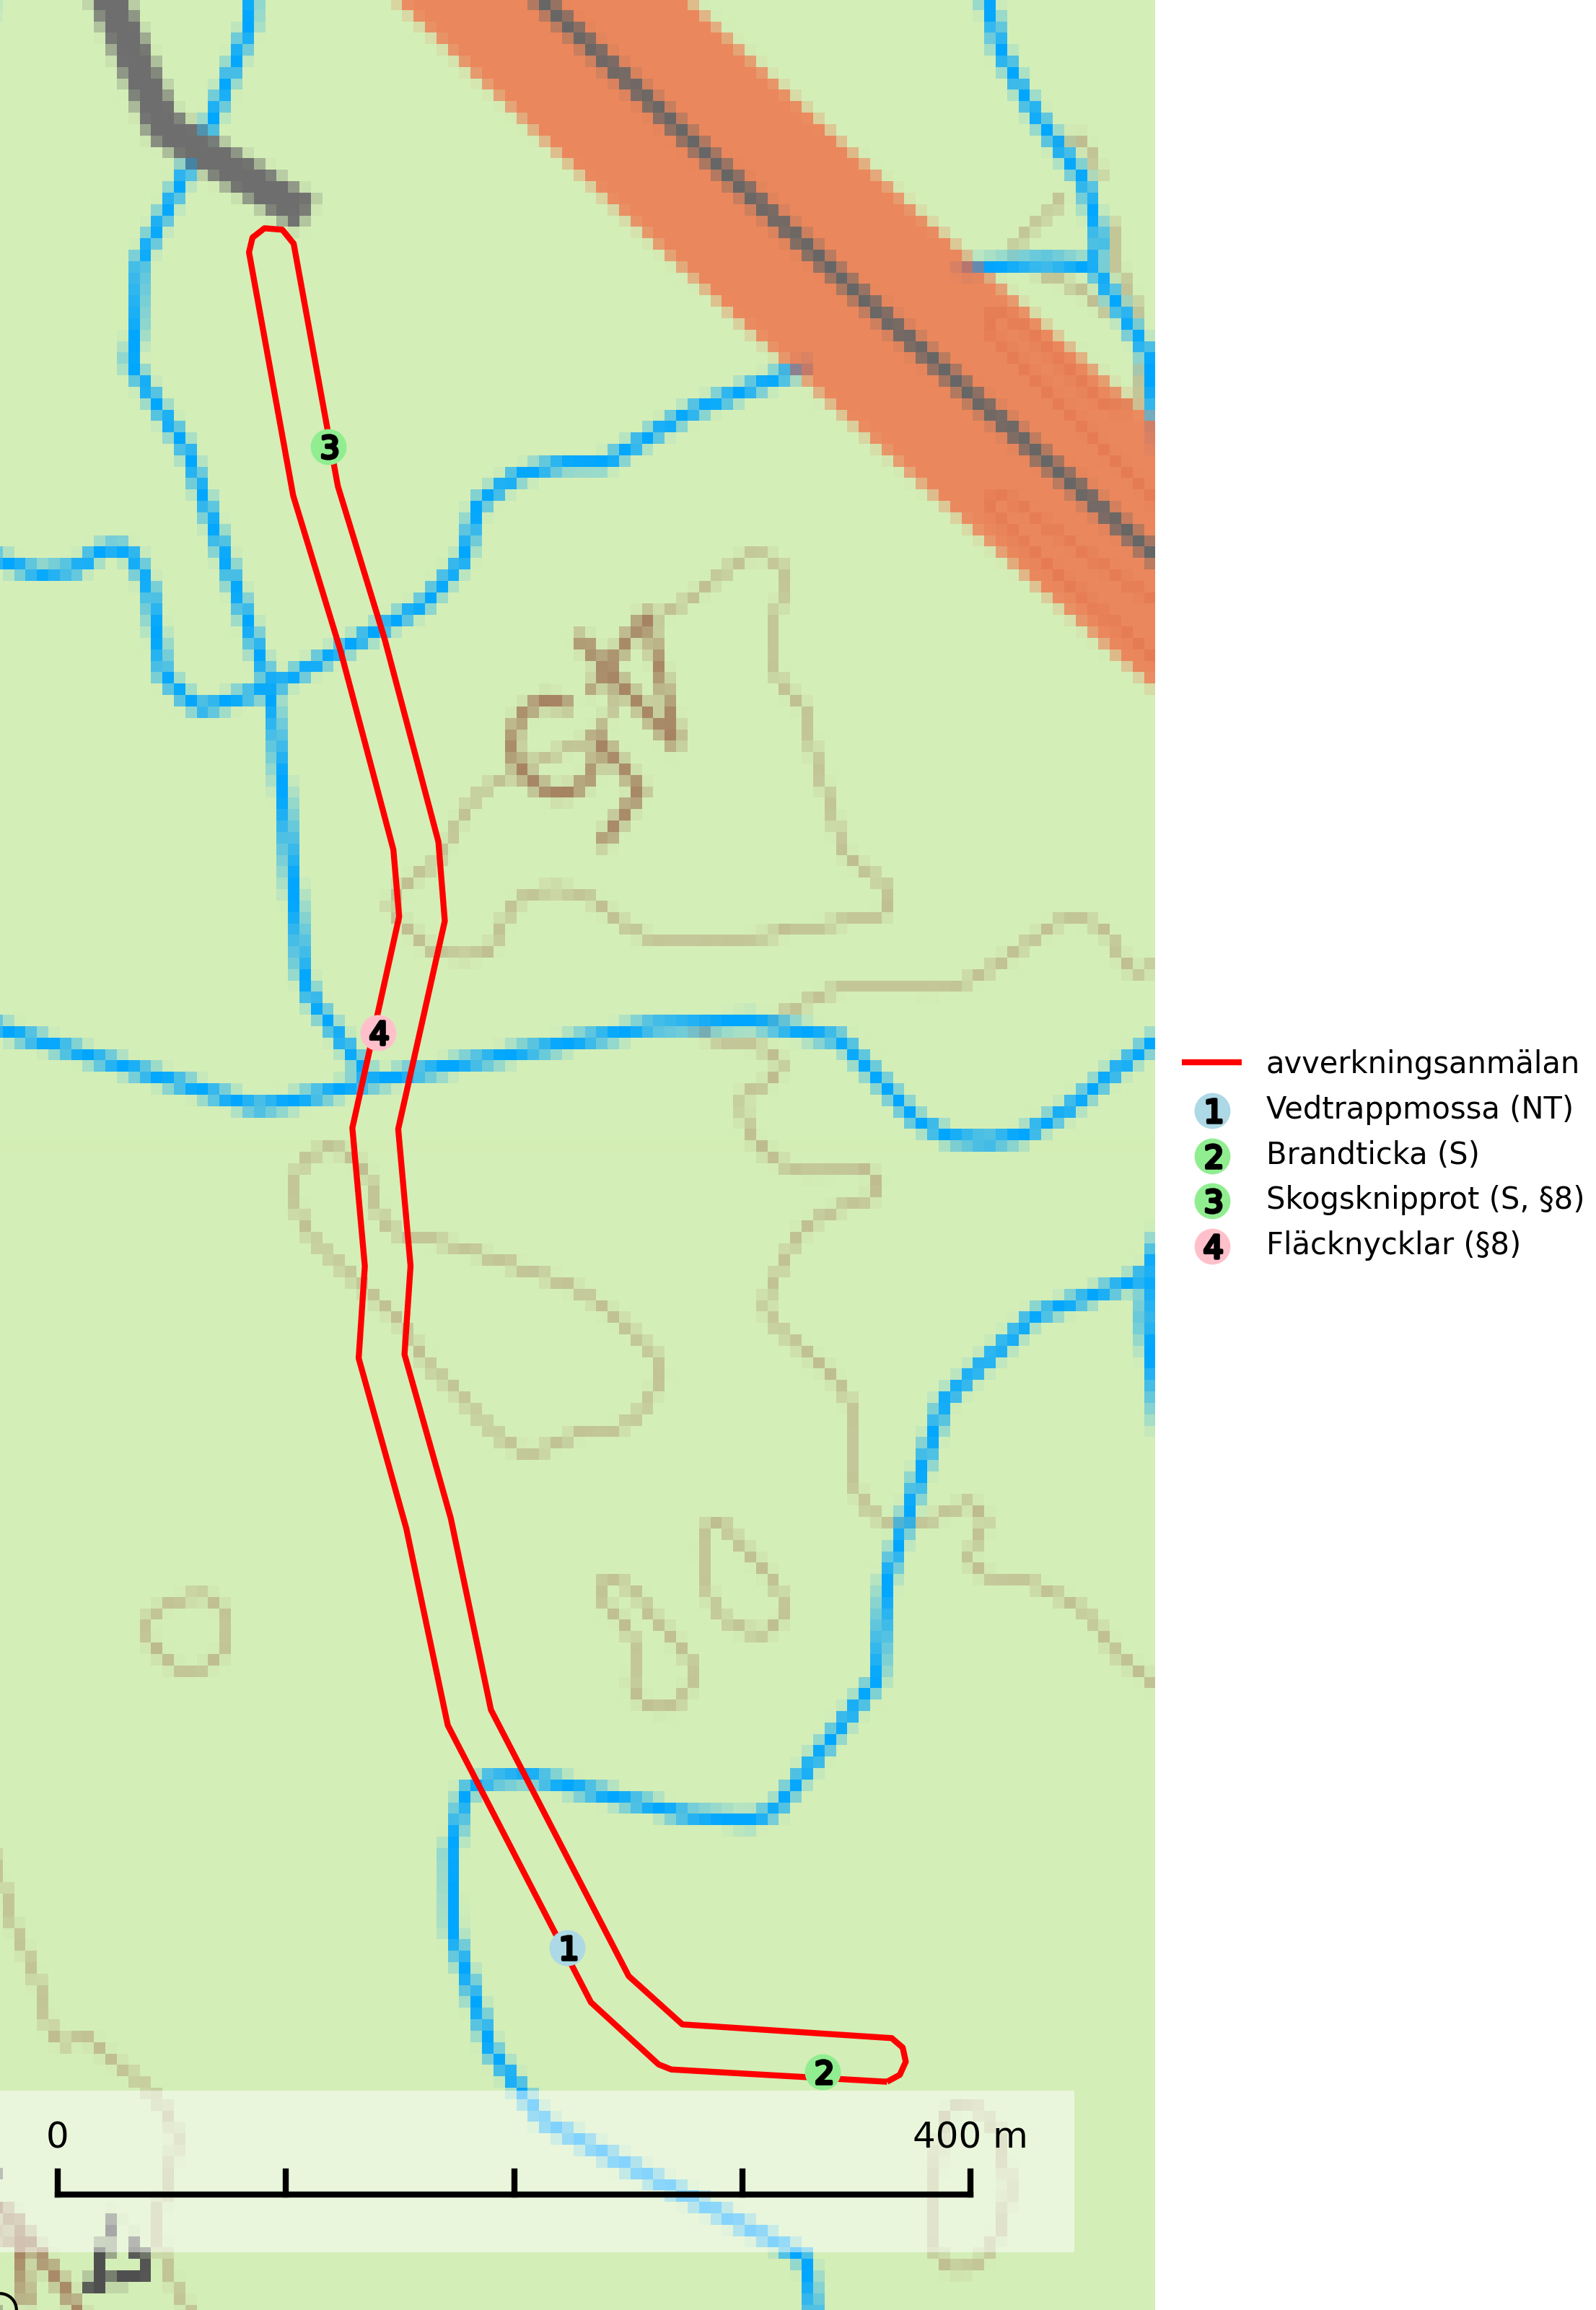 3
4
avverkningsanmälan
1 Vedtrappmossa (NT)
2 Brandticka (S)
3 Skogsknipprot (S, §8)
4 Fläcknycklar (§8)
1
2
0 400 m